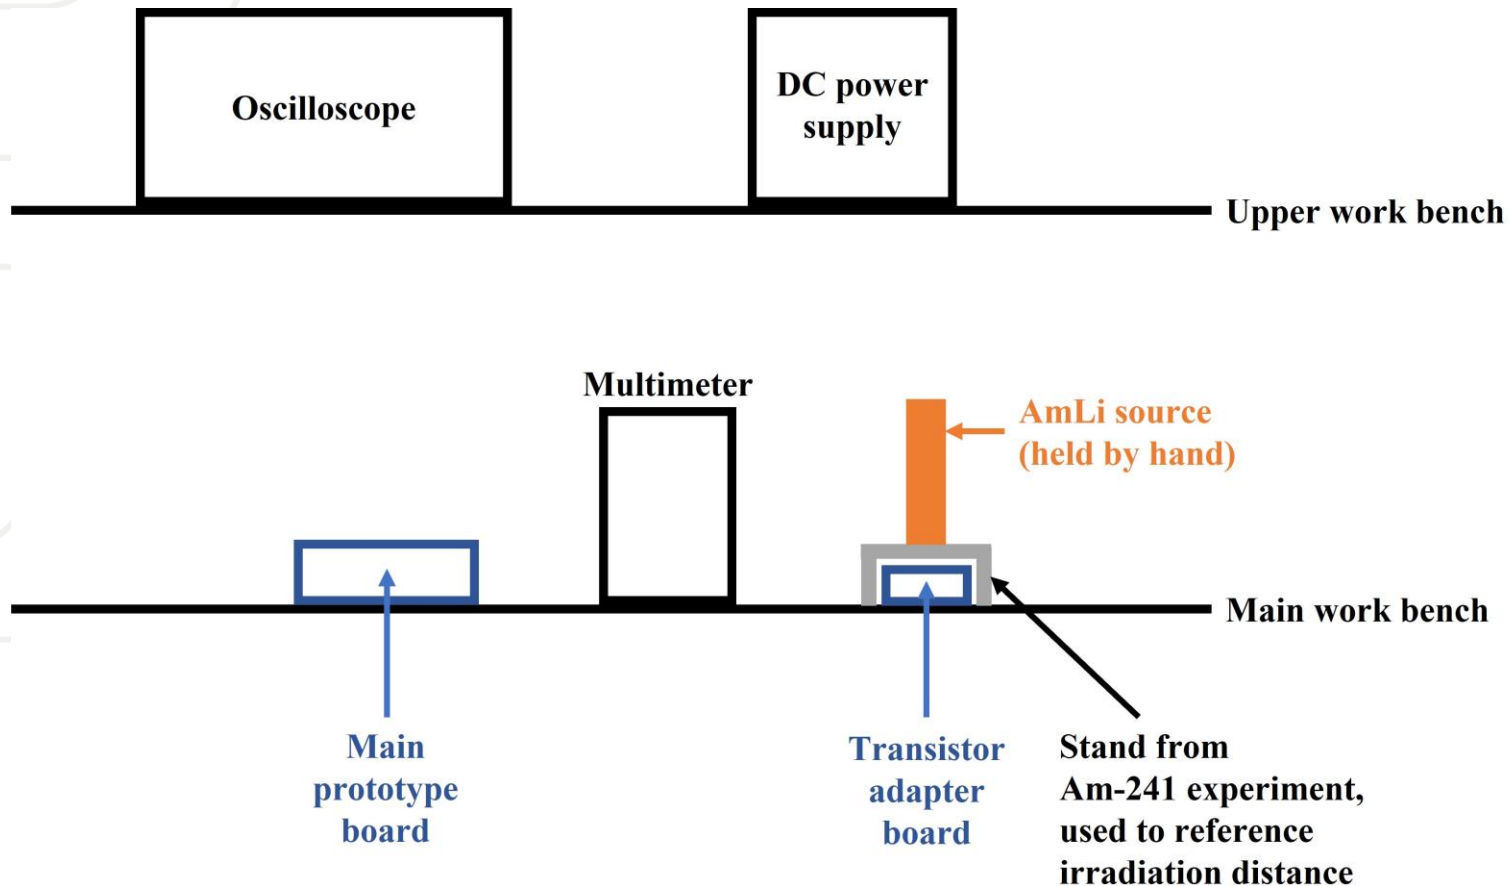 Oscilloscope
DC power
supply
Upper work bench
Multimeter
AmLi source
(held by hand)
Main work bench
Main
prototype
board
Transistor
adapter
board
Stand from
Am-241 experiment,
used to reference
irradiation distance